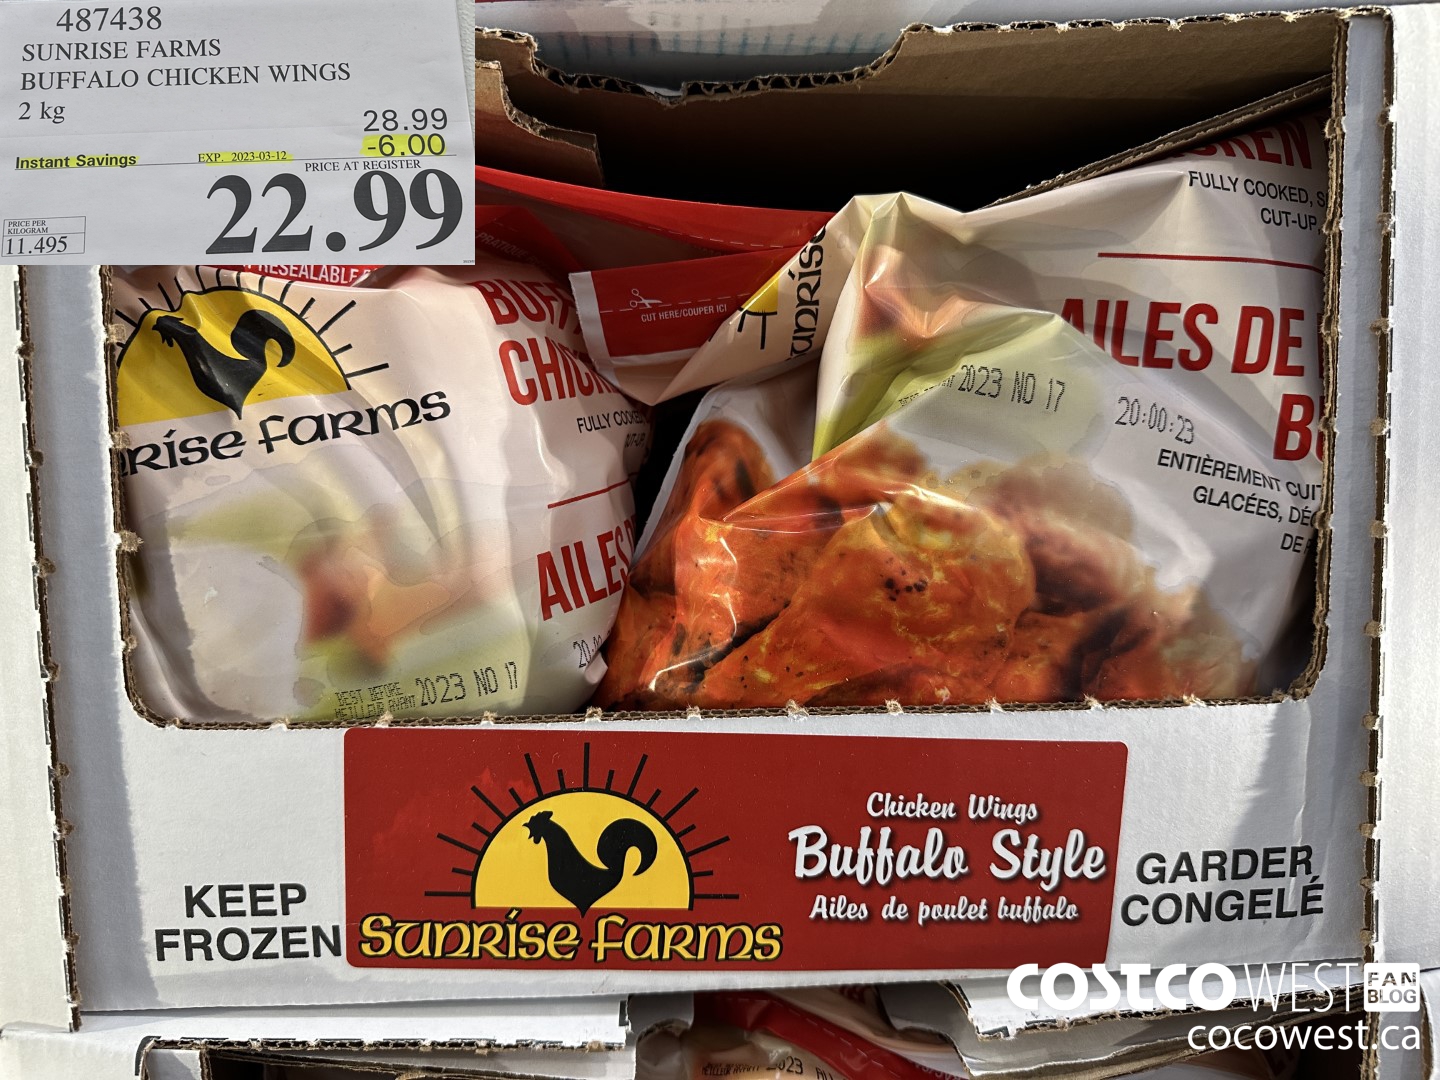 487438
SUNRISE FARMS
BUFFALO CHICKEN WINGS
2 kg
28.99
Instant Savings EXP. 2023-03-12 -6.00
PRICE AT REGISTER
22.99
PRICE PER
KILOGRAM
11.495
RESEALABLE
SUNRISE FARMS
CUT HERE/COUPER ICI
FULLY COOKED,
CUT-UP,
AILES DE
2023 NO 17
20:00:23
ENTIÈREMENT CUIT
GLACÉES,
DE
FULLY COOKED
AILES
BEST BEFORE
MEILLEUR AVANT 2023 NO 17
KEEP
FROZEN
SUNRISE FARMS
Chicken Wings
Buffalo Style
Ailes de poulet buffalo
GARDER
CONGELÉ
COSTCO WEST FAN BLOG
cocowest.ca